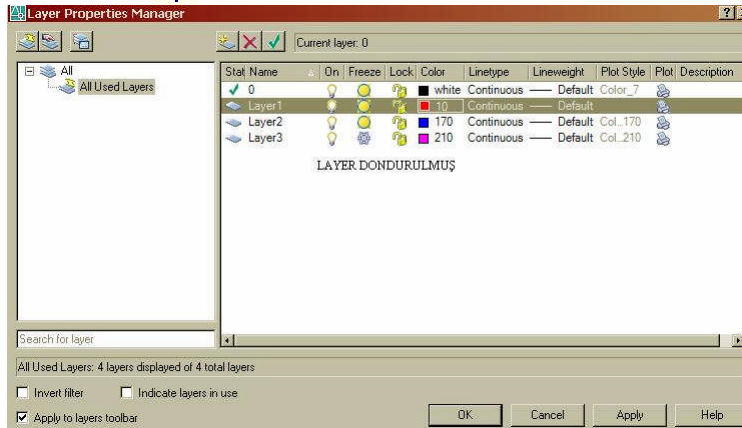 Layer Properties Manager
Current layer: 0
All
All Used Layers
Stat Name On Freeze Lock Color Linetype Lineweight Plot Style Plot Description
0 white Continuous Default Color_7
Layer1 10 Continuous Default
Layer2 170 Continuous Default Col...170
Layer3 210 Continuous Default Col...210
LAYER DONDURULMUŞ
Search for layer
All Used Layers: 4 layers displayed of 4 total layers
Invert filter Indicate layers in use
Apply to layers toolbar
OK Cancel Apply Help